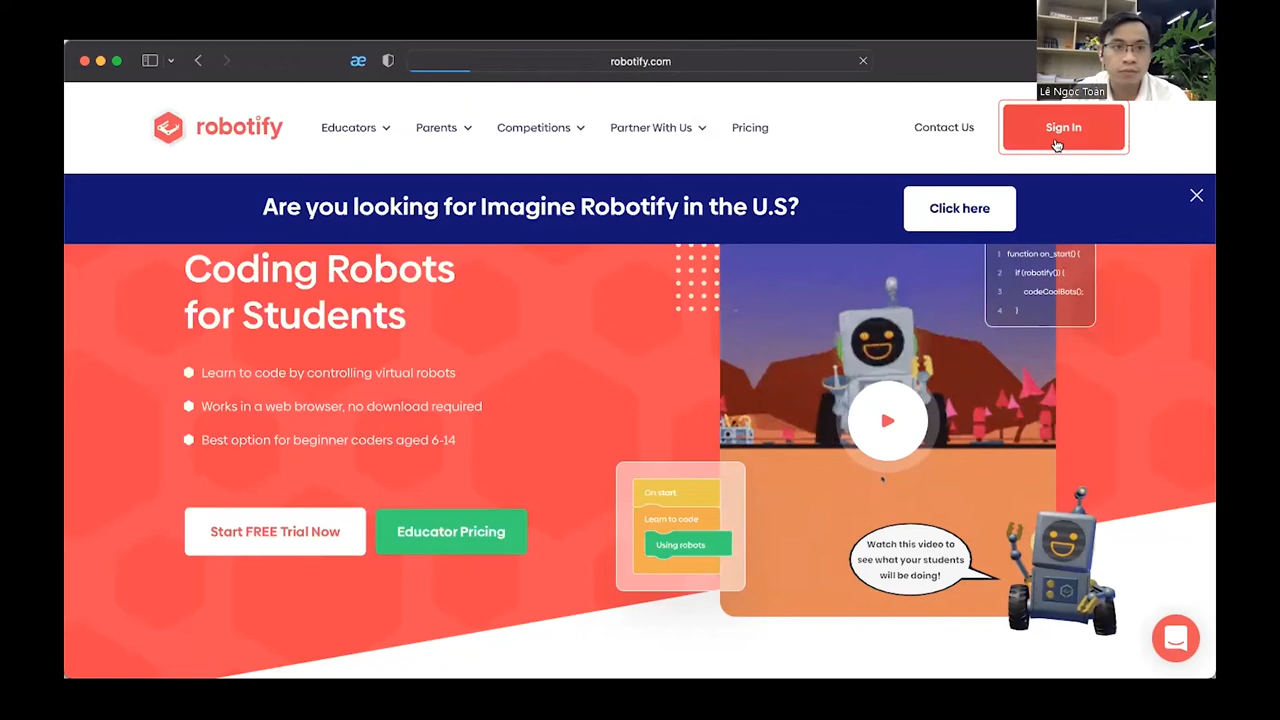 robotify.com
Lê Ngọc Toàn
robotify
Educators
Parents
Competitions
Partner With Us
Pricing
Contact Us
Sign In
Are you looking for Imagine Robotify in the U.S?
Click here
Coding Robots
for Students
Learn to code by controlling virtual robots
Works in a web browser, no download required
Best option for beginner coders aged 6-14
Start FREE Trial Now
Educator Pricing
1 function on_start() {
2 if (robotify()) {
3 codeCoolBots();
4 }
On start
Learn to code
Using robots
Watch this video to
see what your students
will be doing!